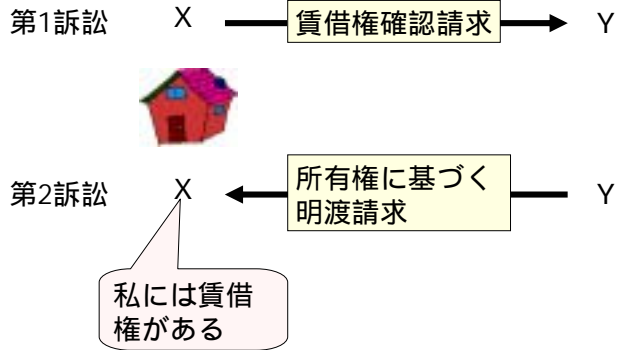 第1訴訟 X 賃借権確認請求 Y
第2訴訟 X 所有権に基づく
明渡請求 Y
私には賃借
権がある